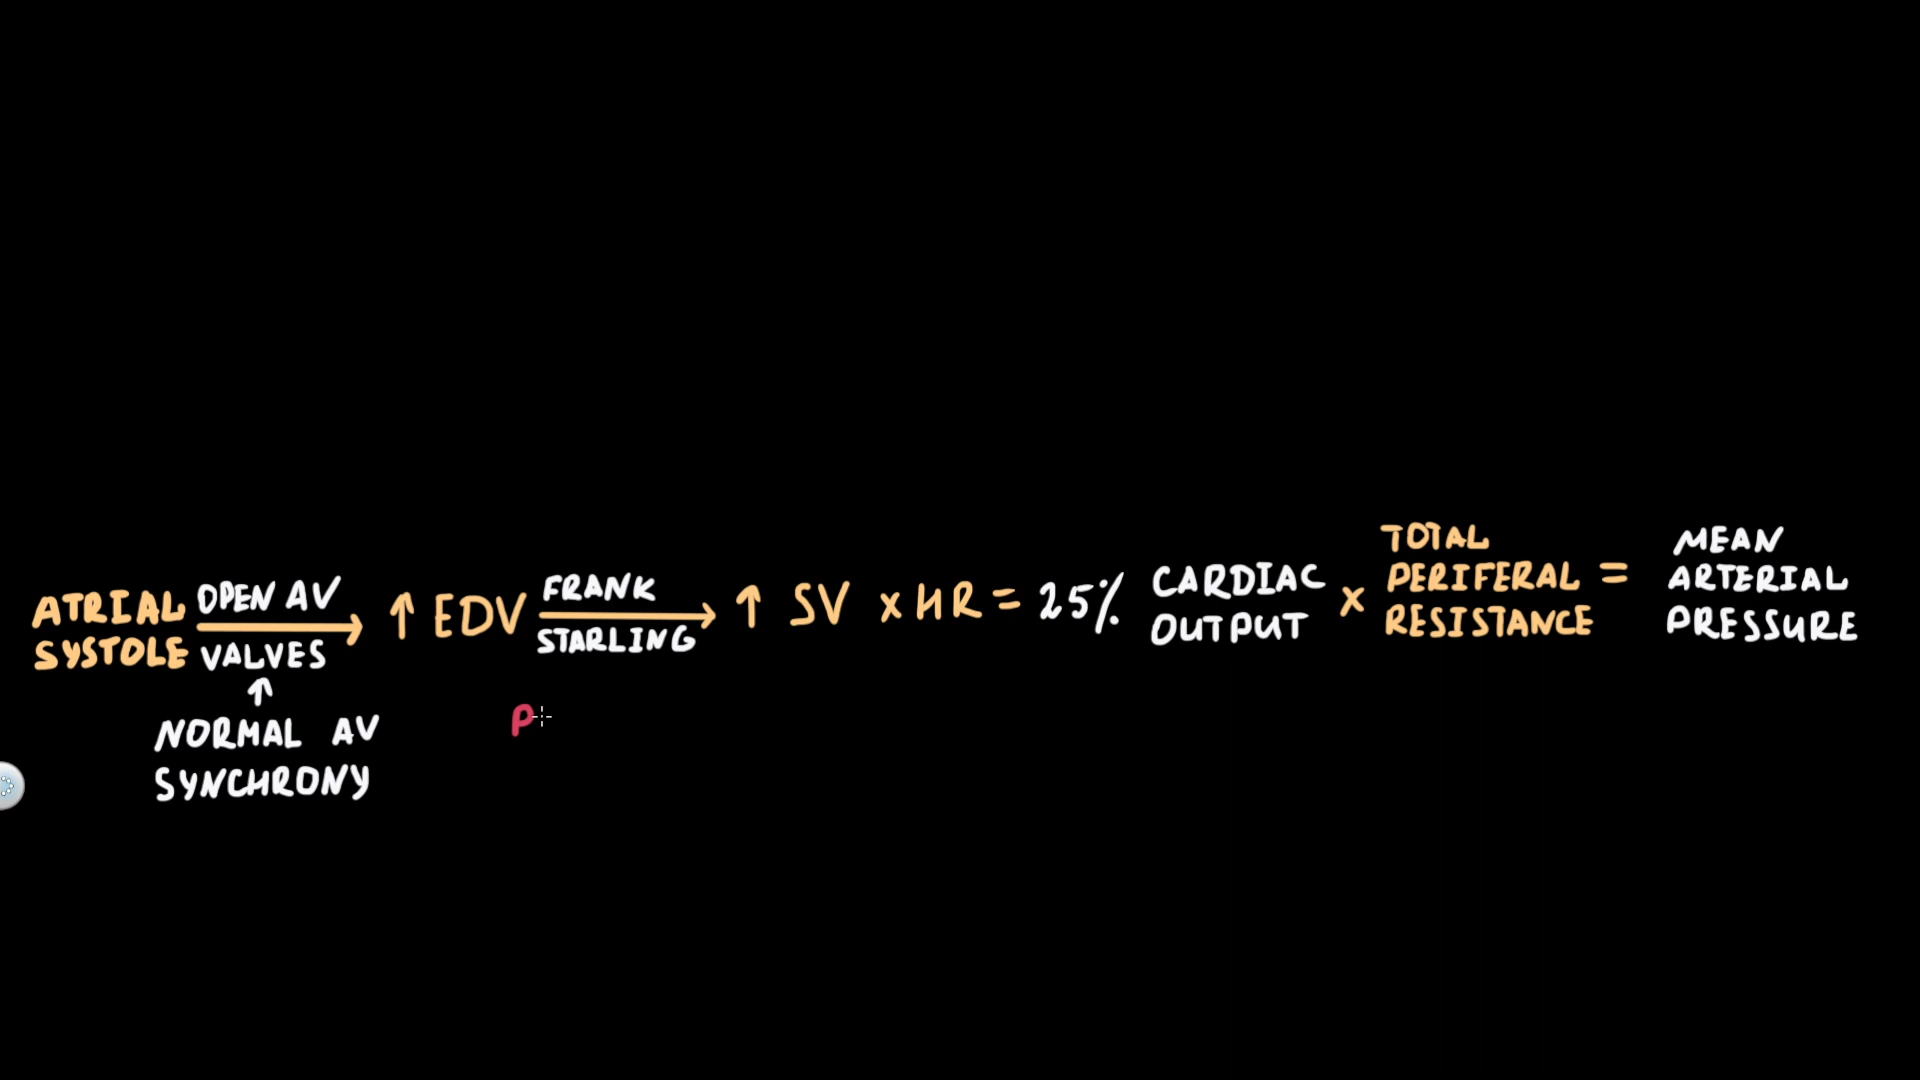 ATRIAL SYSTOLE
OPEN AV VALVES
↑
NORMAL AV
SYNCHRONY
↑ EDV
FRANK
STARLING
↑ SV x HR = 25%
CARDIAC
OUTPUT
x
TOTAL
PERIFERAL
RESISTANCE
=
MEAN
ARTERIAL
PRESSURE
P